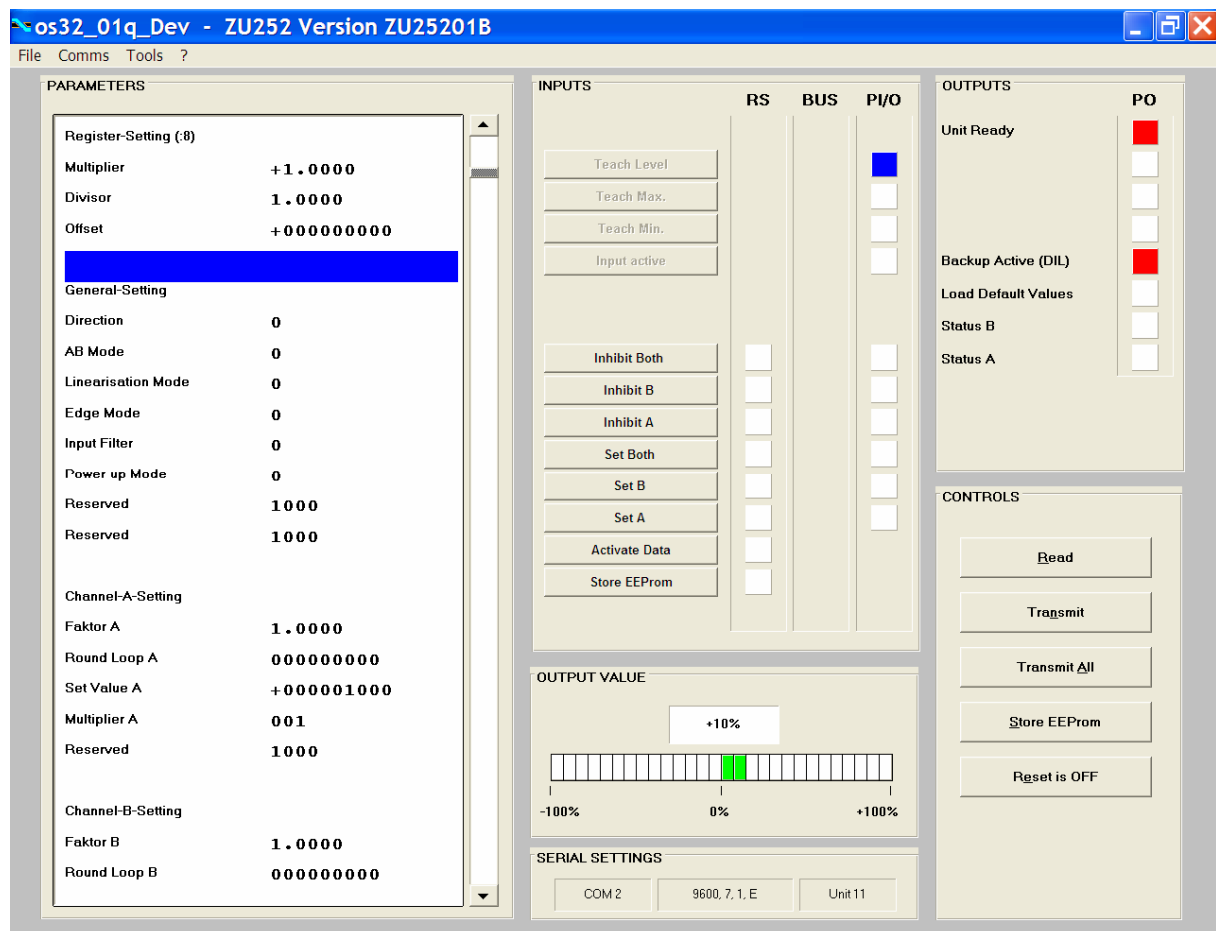 os32_01q_Dev - ZU252 Version ZU25201B
File Comms Tools ?
PARAMETERS
Register-Setting (:8)
Multiplier +1.0000
Divisor 1.0000
Offset +000000000
General-Setting
Direction 0
AB Mode 0
Linearisation Mode 0
Edge Mode 0
Input Filter 0
Power up Mode 0
Reserved 1000
Reserved 1000
Channel-A-Setting
Faktor A 1.0000
Round Loop A 000000000
Set Value A +000001000
Multiplier A 001
Reserved 1000
Channel-B-Setting
Faktor B 1.0000
Round Loop B 000000000
INPUTS
RS BUS PI/O
Teach Level
Teach Max.
Teach Min.
Input active
Inhibit Both
Inhibit B
Inhibit A
Set Both
Set B
Set A
Activate Data
Store EEProm
OUTPUT VALUE
+10%
-100% 0% +100%
SERIAL SETTINGS
COM 2 9600, 7, 1, E Unit 11
OUTPUTS
PO
Unit Ready
Backup Active (DIL)
Load Default Values
Status B
Status A
CONTROLS
Read
Transmit
Transmit All
Store EEProm
Reset is OFF